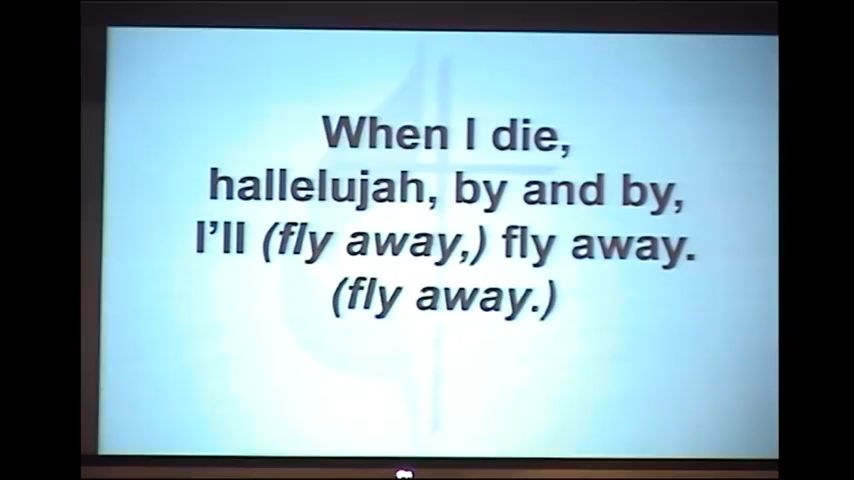 When I die,
hallelujah, by and by,
I’ll (fly away,) fly away.
(fly away.)